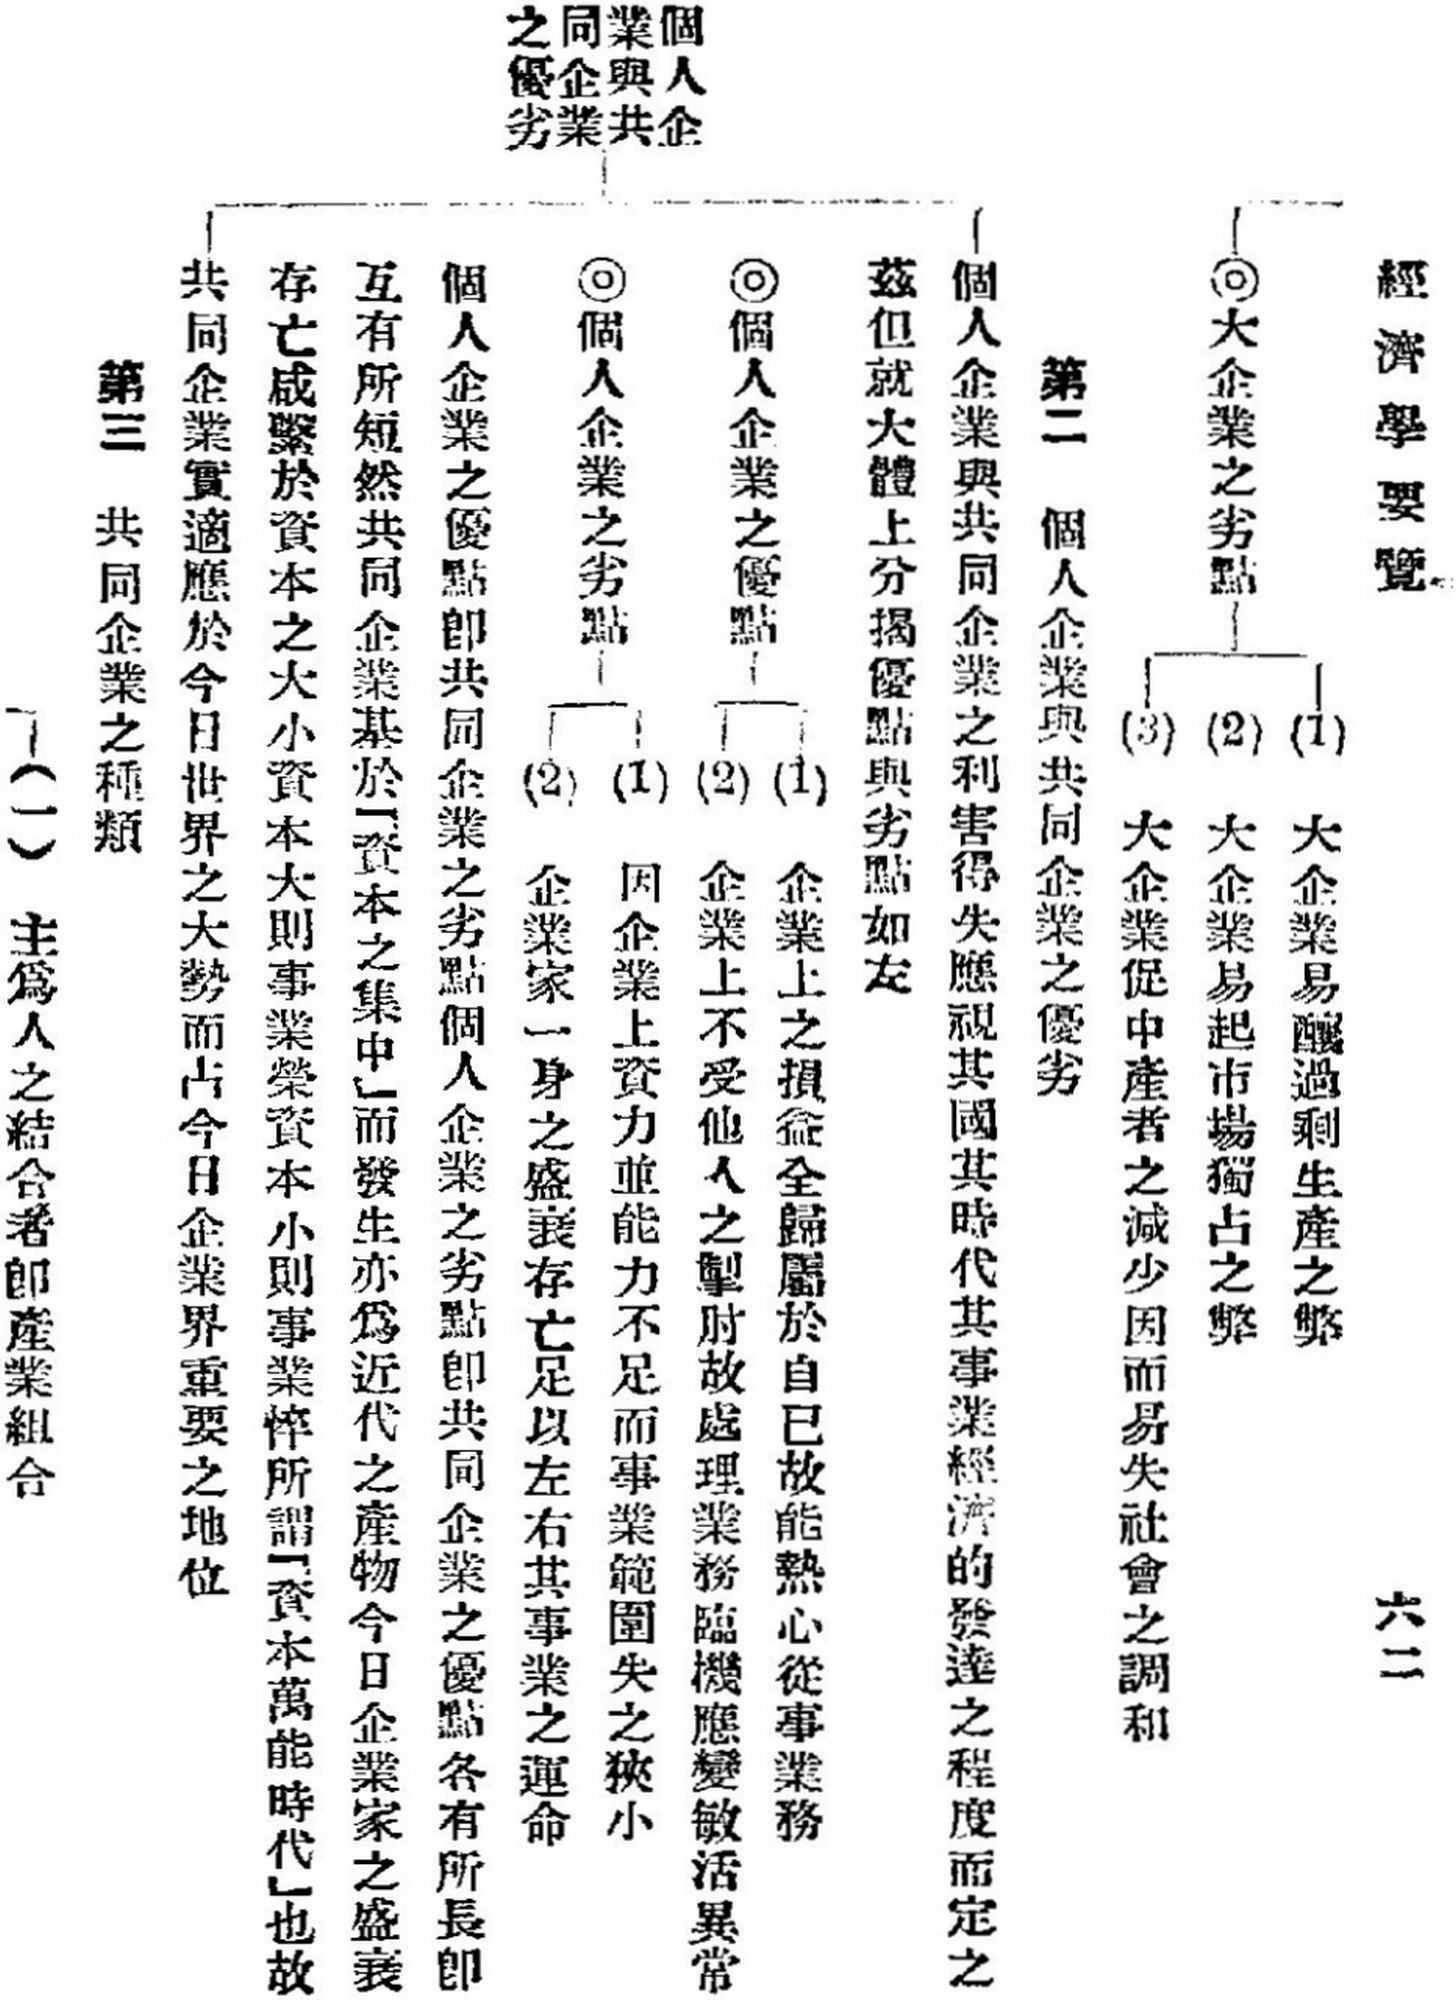 經濟學要覽
六二
◎大企業之劣點
(1) 大企業易釀過剩生產之弊
(2) 大企業易起市場獨占之弊
(3) 大企業促中產者之減少因而易失社會之調和
第二 個人企業與共同企業之優劣
個人企
業與共
同企業
之優劣
個人企業與共同企業之利害得失應視其國其時代其事業經濟的發達之程度而定之
茲但就大體上分揭優點與劣點如左
◎個人企業之優點
(1) 企業上之損益全歸屬於自已故能熱心從事業務
(2) 企業上不受他人之掣肘故處理業務臨機應變敏活異常
◎個人企業之劣點
(1) 因企業上資力並能力不足而事業範圍失之狹小
(2) 企業家一身之盛衰存亡足以左右其事業之運命
個人企業之優點卽共同企業之劣點個人企業之劣點卽共同企業之優點各有所長卽
互有所短然共同企業基於「資本之集中」而發生亦爲近代之產物今日企業家之盛衰
存亡咸繫於資本之大小資本大則事業榮資本小則事業悴所謂「資本萬能時代」也故
共同企業實適應於今日世界之大勢而占今日企業界重要之地位
第三 共同企業之種類
(一) 主爲人之結合者卽產業組合